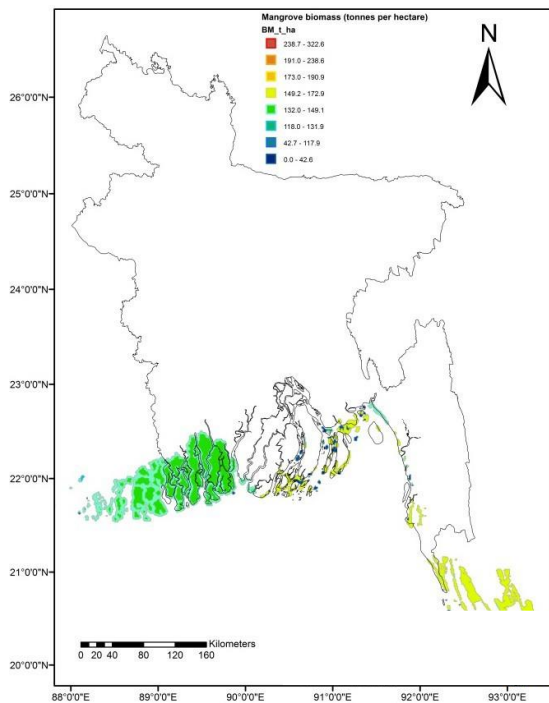 Mangrove biomass (tonnes per hectare)
BM_t_ha
238.7 - 322.6
191.0 - 238.6
173.0 - 190.9
149.2 - 172.9
132.0 - 149.1
118.0 - 131.9
42.7 - 117.9
0.0 - 42.6
N
26°0'0"N
25°0'0"N
24°0'0"N
23°0'0"N
22°0'0"N
21°0'0"N
20°0'0"N
Kilometers
0 20 40 80 120 160
88°0'0"E 89°0'0"E 90°0'0"E 91°0'0"E 92°0'0"E 93°0'0"E